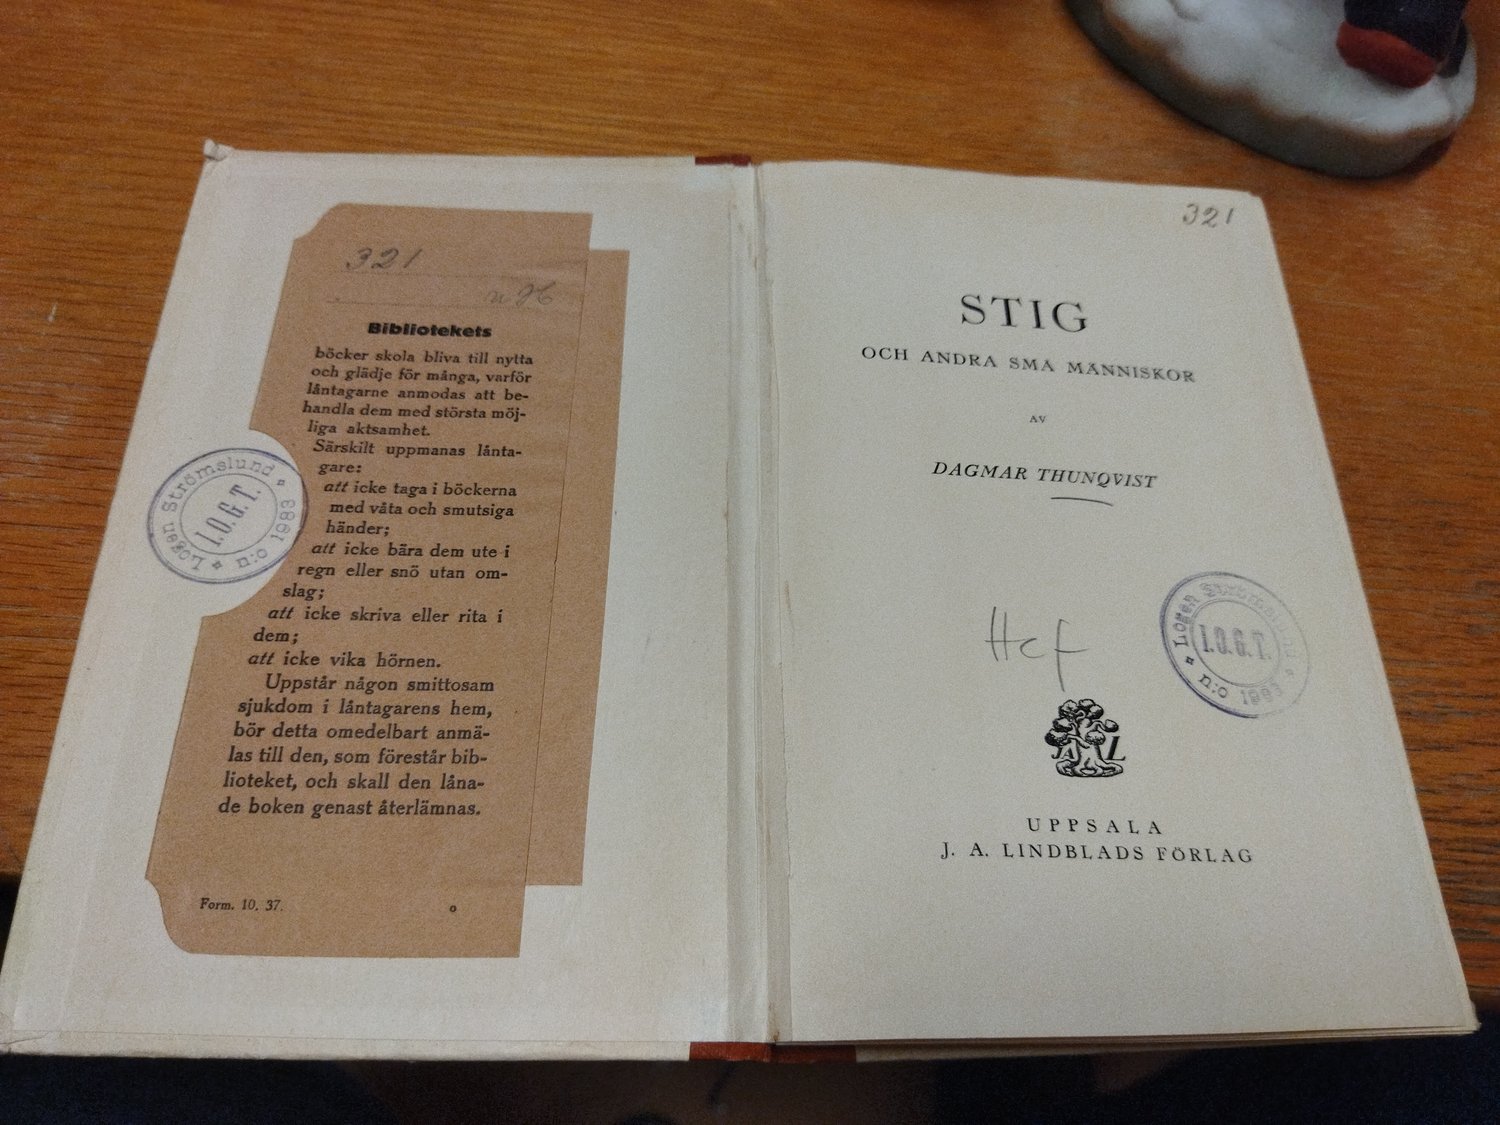 321
Bibliotekets
böcker skola bliva till nytta
och glädje för många, varför
låntagarne anmodas att be-
handla dem med största möj-
liga aktsamhet.
Särskilt uppmanas lånta-
gare:
att icke taga i böckerna
med våta och smutsiga
händer;
att icke bära dem ute i
regn eller snö utan om-
slag;
att icke skriva eller rita i
dem;
att icke vika hörnen.
Uppstår någon smittosam
sjukdom i låntagarens hem,
bör detta omedelbart anmä-
las till den, som förestår bib-
lioteket, och skall den låna-
de boken genast återlämnas.
Form. 10. 37.
o
Logen Strömslund
I.O.G.T.
n:o 1983
321
STIG
OCH ANDRA SMÅ MÄNNISKOR
AV
DAGMAR THUNQVIST
Hcf
Logen Strömslund
I.O.G.T.
n:o 1983
J A L
UPPSALA
J. A. LINDBLADS FÖRLAG